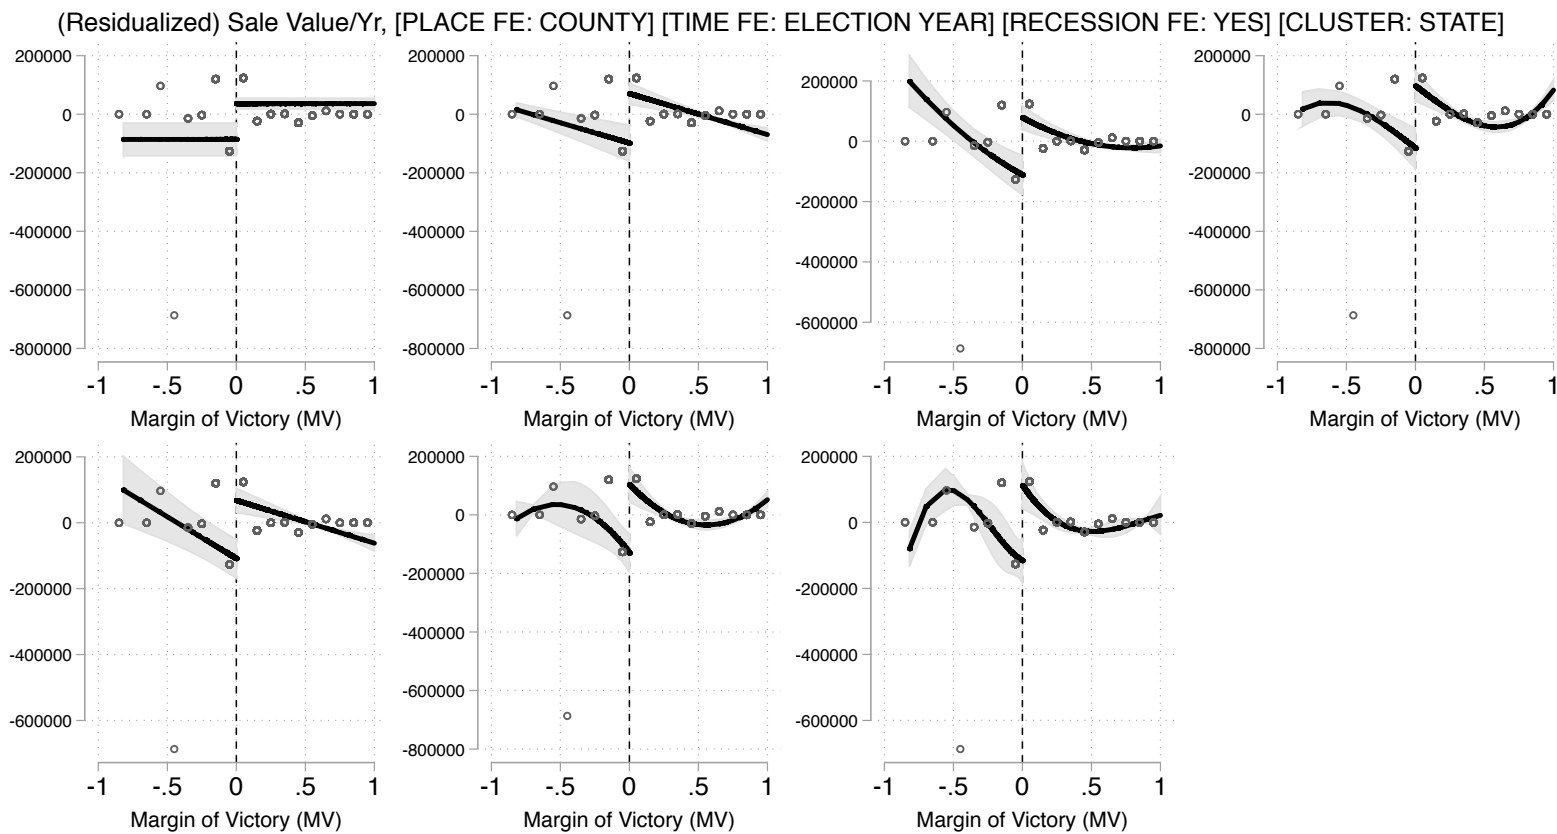 (Residualized) Sale Value/Yr, [PLACE FE: COUNTY] [TIME FE: ELECTION YEAR] [RECESSION FE: YES] [CLUSTER: STATE]
200000
0
-200000
-400000
-600000
-800000
-1 -.5 0 .5 1
Margin of Victory (MV)
200000
0
-200000
-400000
-600000
-800000
-1 -.5 0 .5 1
Margin of Victory (MV)
200000
0
-200000
-400000
-600000
-1 -.5 0 .5 1
Margin of Victory (MV)
200000
0
-200000
-400000
-600000
-800000
-1 -.5 0 .5 1
Margin of Victory (MV)
200000
0
-200000
-400000
-600000
-1 -.5 0 .5 1
Margin of Victory (MV)
200000
0
-200000
-400000
-600000
-800000
-1 -.5 0 .5 1
Margin of Victory (MV)
200000
0
-200000
-400000
-600000
-1 -.5 0 .5 1
Margin of Victory (MV)